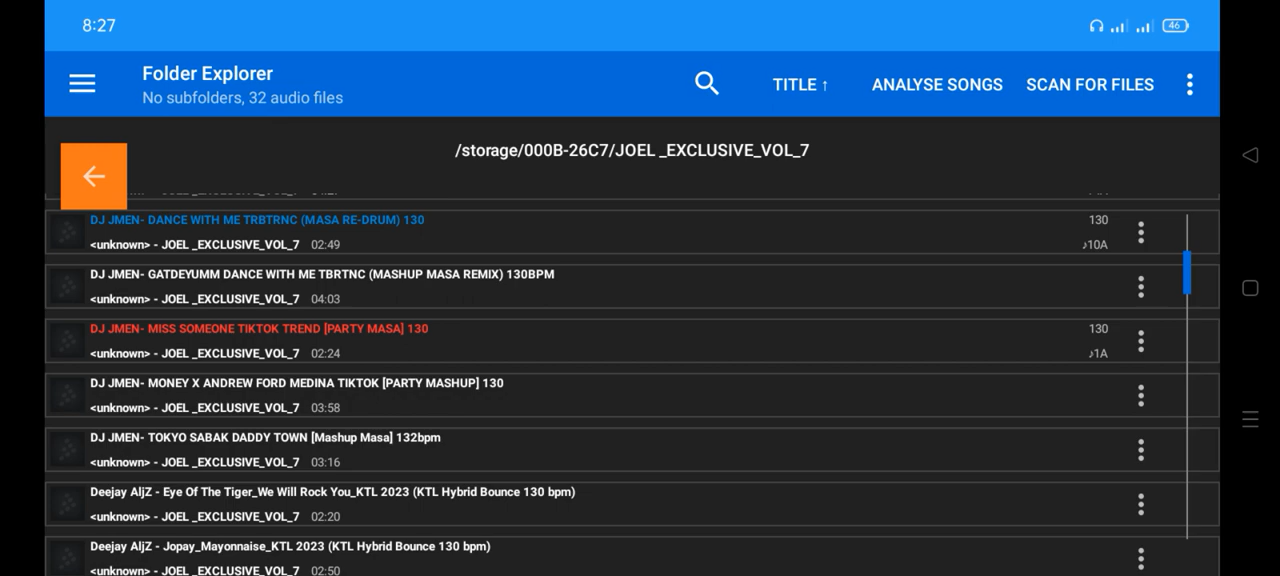 8:27
46
Folder Explorer
No subfolders, 32 audio files
TITLE ↑
ANALYSE SONGS
SCAN FOR FILES
/storage/000B-26C7/JOEL _EXCLUSIVE_VOL_7
DJ JMEN- DANCE WITH ME TRBTRNC (MASA RE-DRUM) 130
130
<unknown> - JOEL _EXCLUSIVE_VOL_7 02:49
♪10A
DJ JMEN- GATDEYUMM DANCE WITH ME TBRTNC (MASHUP MASA REMIX) 130BPM
<unknown> - JOEL _EXCLUSIVE_VOL_7 04:03
DJ JMEN- MISS SOMEONE TIKTOK TREND [PARTY MASA] 130
130
<unknown> - JOEL _EXCLUSIVE_VOL_7 02:24
♪1A
DJ JMEN- MONEY X ANDREW FORD MEDINA TIKTOK [PARTY MASHUP] 130
<unknown> - JOEL _EXCLUSIVE_VOL_7 03:58
DJ JMEN- TOKYO SABAK DADDY TOWN [Mashup Masa] 132bpm
<unknown> - JOEL _EXCLUSIVE_VOL_7 03:16
Deejay AljZ - Eye Of The Tiger_We Will Rock You_KTL 2023 (KTL Hybrid Bounce 130 bpm)
<unknown> - JOEL _EXCLUSIVE_VOL_7 02:20
Deejay AljZ - Jopay_Mayonnaise_KTL 2023 (KTL Hybrid Bounce 130 bpm)
<unknown> - JOEL _EXCLUSIVE_VOL_7 02:50